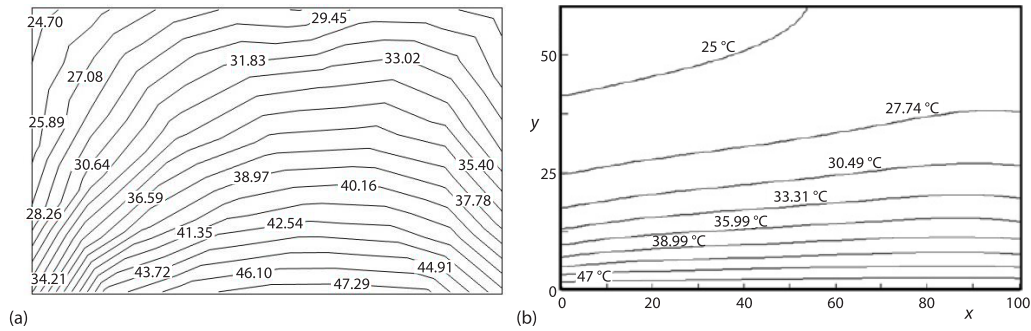 24.70
29.45
31.83
33.02
27.08
25.89
30.64
35.40
38.97
40.16
36.59
37.78
28.26
42.54
41.35
34.21
43.72
46.10
44.91
47.29
(a)
50
25 °C
27.74 °C
y
30.49 °C
25
33.31 °C
35.99 °C
38.99 °C
47 °C
0
0 20 40 60 80 100
x
(b)